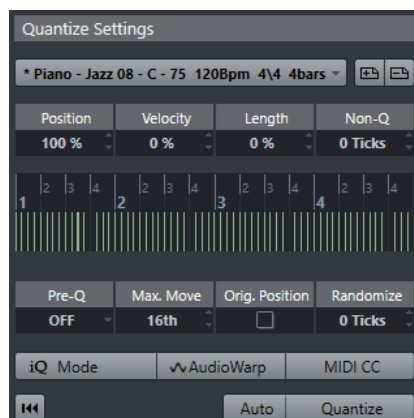 Quantize Settings
* Piano - Jazz 08 - C - 75 120Bpm 4\4 4bars
Position Velocity Length Non-Q
100 % 0 % 0 % 0 Ticks
2 3 4 2 3 4 2 3 4 2 3 4
1 2 3 4
Pre-Q Max. Move Orig. Position Randomize
OFF 16th 0 Ticks
iQ Mode AudioWarp MIDI CC
Auto Quantize